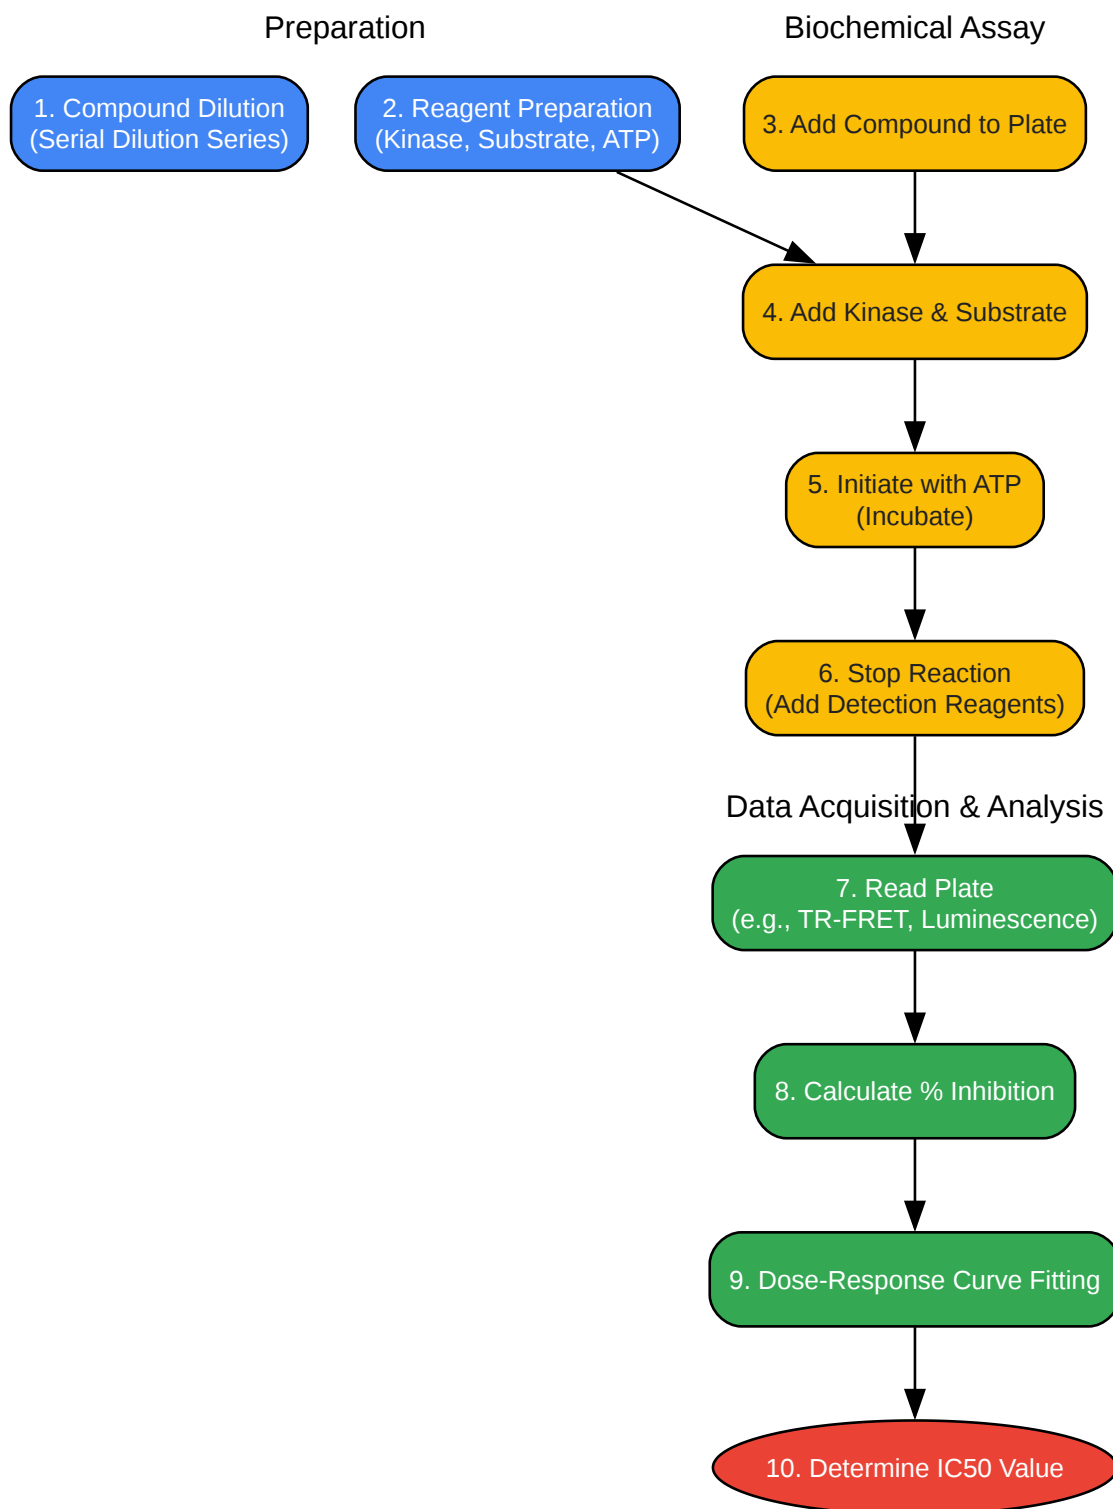 Preparation
Biochemical Assay
1. Compound Dilution
(Serial Dilution Series)
2. Reagent Preparation
(Kinase, Substrate, ATP)
3. Add Compound to Plate
4. Add Kinase & Substrate
5. Initiate with ATP
(Incubate)
6. Stop Reaction
(Add Detection Reagents)
Data Acquisition & Analysis
7. Read Plate
(e.g., TR-FRET, Luminescence)
8. Calculate % Inhibition
9. Dose-Response Curve Fitting
10. Determine IC50 Value